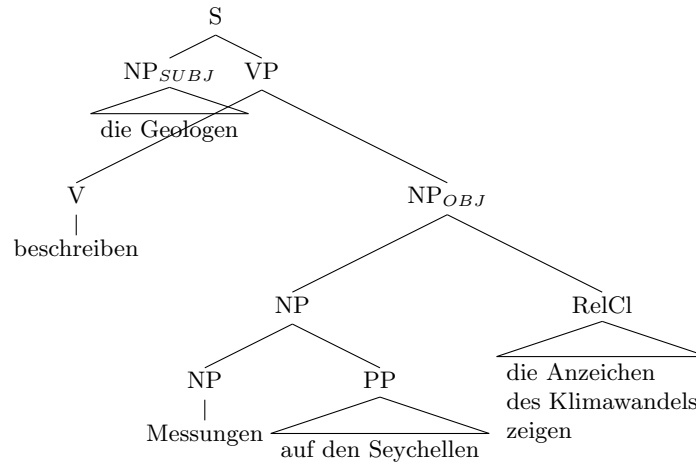 S
NP_SUBJ VP
die Geologen
V NP_OBJ
beschreiben
NP RelCl
NP PP die Anzeichen
des Klimawandels
Messungen auf den Seychellen zeigen